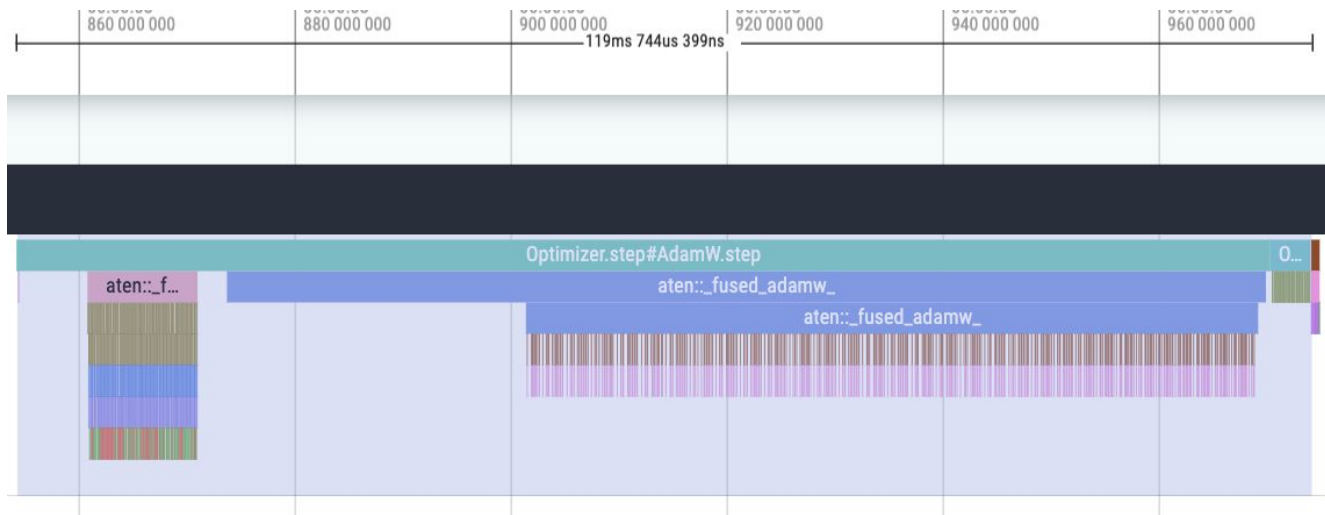 860 000 000 880 000 000 900 000 000 920 000 000 940 000 000 960 000 000
119ms 744us 399ns
Optimizer.step#AdamW.step O...
aten::_f... aten::_fused_adamw_
aten::_fused_adamw_